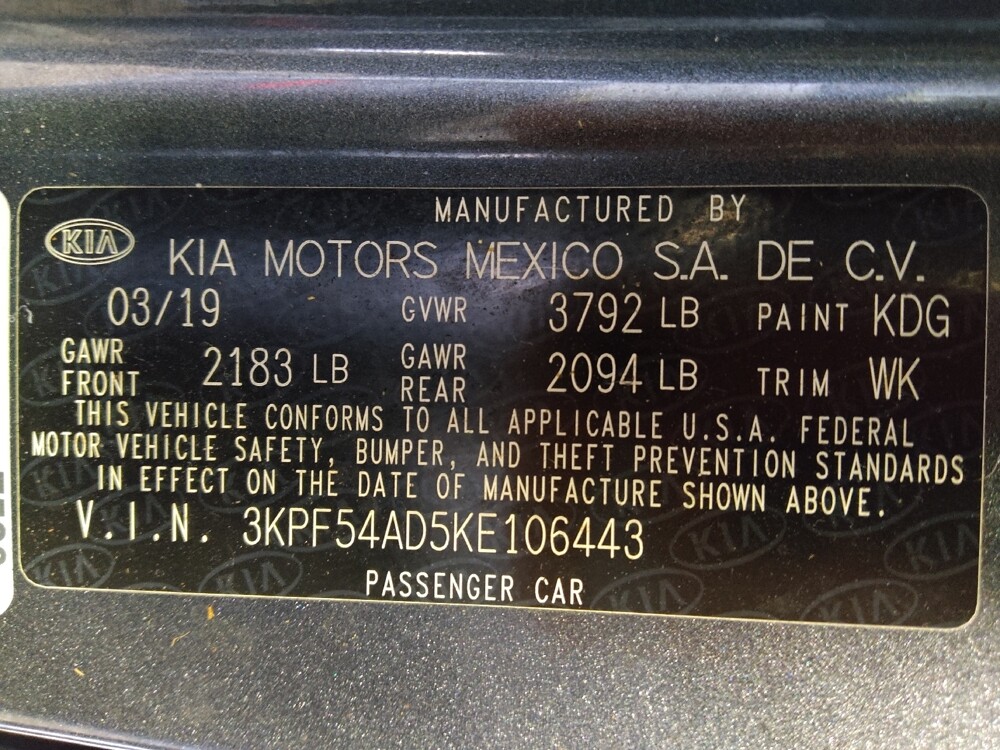 MANUFACTURED BY
KIA KIA MOTORS MEXICO S.A. DE C.V.
03/19 GVWR 3792 LB PAINT KDG
GAWR FRONT 2183 LB GAWR REAR 2094 LB TRIM WK
THIS VEHICLE CONFORMS TO ALL APPLICABLE U.S.A. FEDERAL
MOTOR VEHICLE SAFETY, BUMPER, AND THEFT PREVENTION STANDARDS
IN EFFECT ON THE DATE OF MANUFACTURE SHOWN ABOVE.
V.I.N. 3KPF54AD5KE106443
PASSENGER CAR